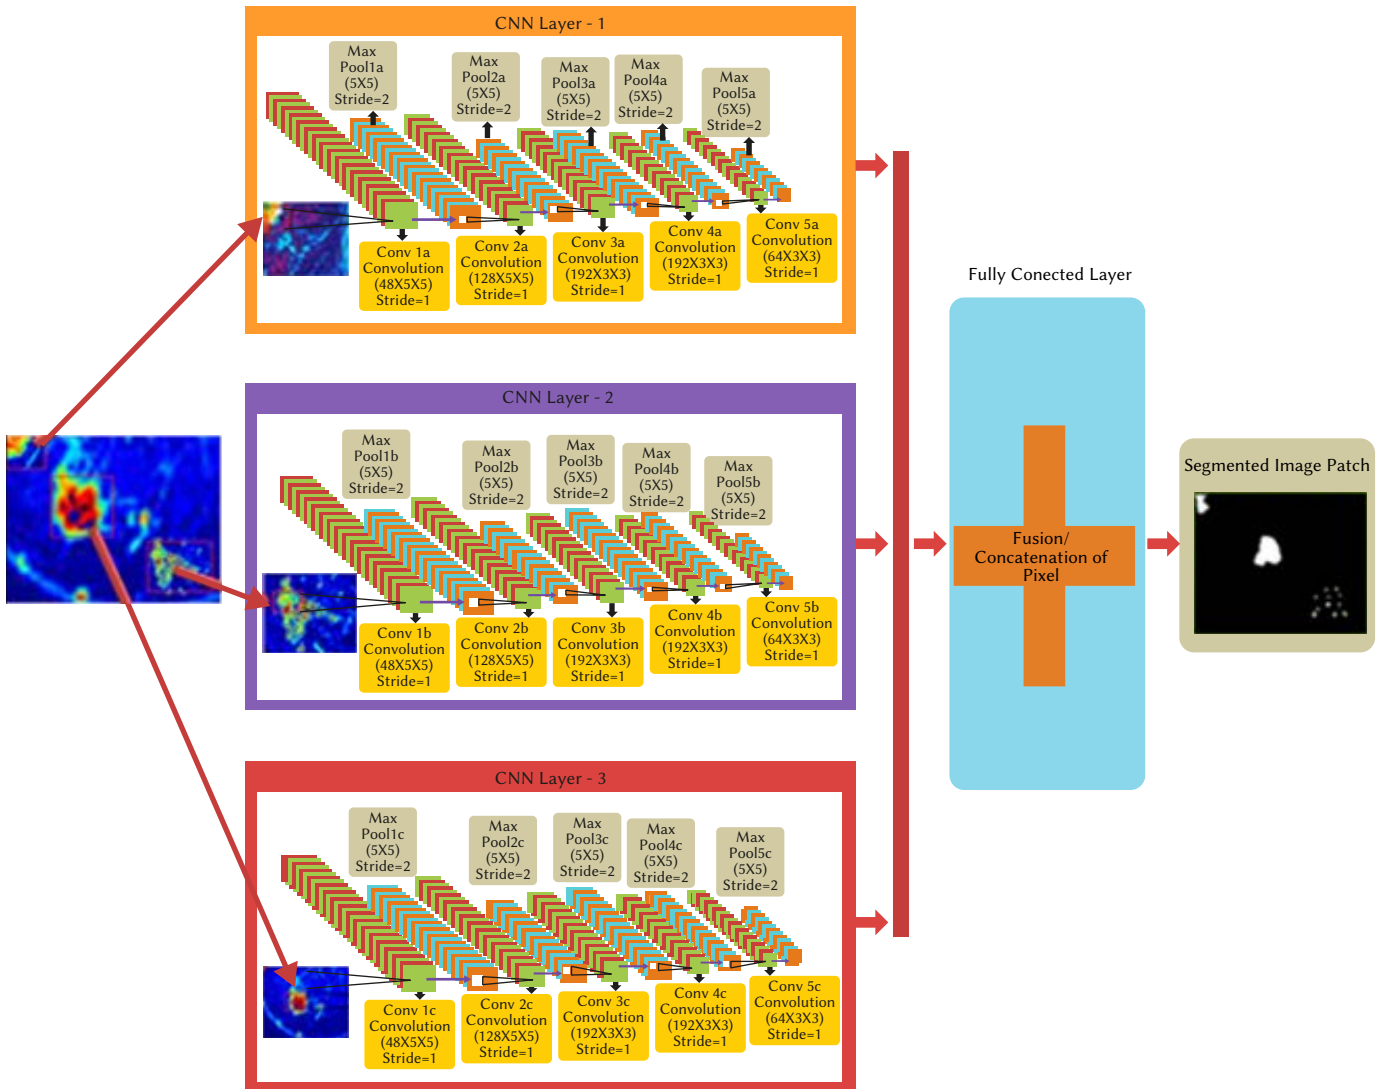 CNN Layer - 1
Max
Pool1a
(5X5)
Stride=2
Max
Pool2a
(5X5)
Stride=2
Max
Pool3a
(5X5)
Stride=2
Max
Pool4a
(5X5)
Stride=2
Max
Pool5a
(5X5)
Stride=2
Conv 1a
Convolution
(48X5X5)
Stride=1
Conv 2a
Convolution
(128X5X5)
Stride=1
Conv 3a
Convolution
(192X3X3)
Stride=1
Conv 4a
Convolution
(192X3X3)
Stride=1
Conv 5a
Convolution
(64X3X3)
Stride=1
CNN Layer - 2
Max
Pool1b
(5X5)
Stride=2
Max
Pool2b
(5X5)
Stride=2
Max
Pool3b
(5X5)
Stride=2
Max
Pool4b
(5X5)
Stride=2
Max
Pool5b
(5X5)
Stride=2
Conv 1b
Convolution
(48X5X5)
Stride=1
Conv 2b
Convolution
(128X5X5)
Stride=1
Conv 3b
Convolution
(192X3X3)
Stride=1
Conv 4b
Convolution
(192X3X3)
Stride=1
Conv 5b
Convolution
(64X3X3)
Stride=1
CNN Layer - 3
Max
Pool1c
(5X5)
Stride=2
Max
Pool2c
(5X5)
Stride=2
Max
Pool3c
(5X5)
Stride=2
Max
Pool4c
(5X5)
Stride=2
Max
Pool5c
(5X5)
Stride=2
Conv 1c
Convolution
(48X5X5)
Stride=1
Conv 2c
Convolution
(128X5X5)
Stride=1
Conv 3c
Convolution
(192X3X3)
Stride=1
Conv 4c
Convolution
(192X3X3)
Stride=1
Conv 5c
Convolution
(64X3X3)
Stride=1
Fully Conected Layer
Fusion/
Concatenation of
Pixel
Segmented Image Patch